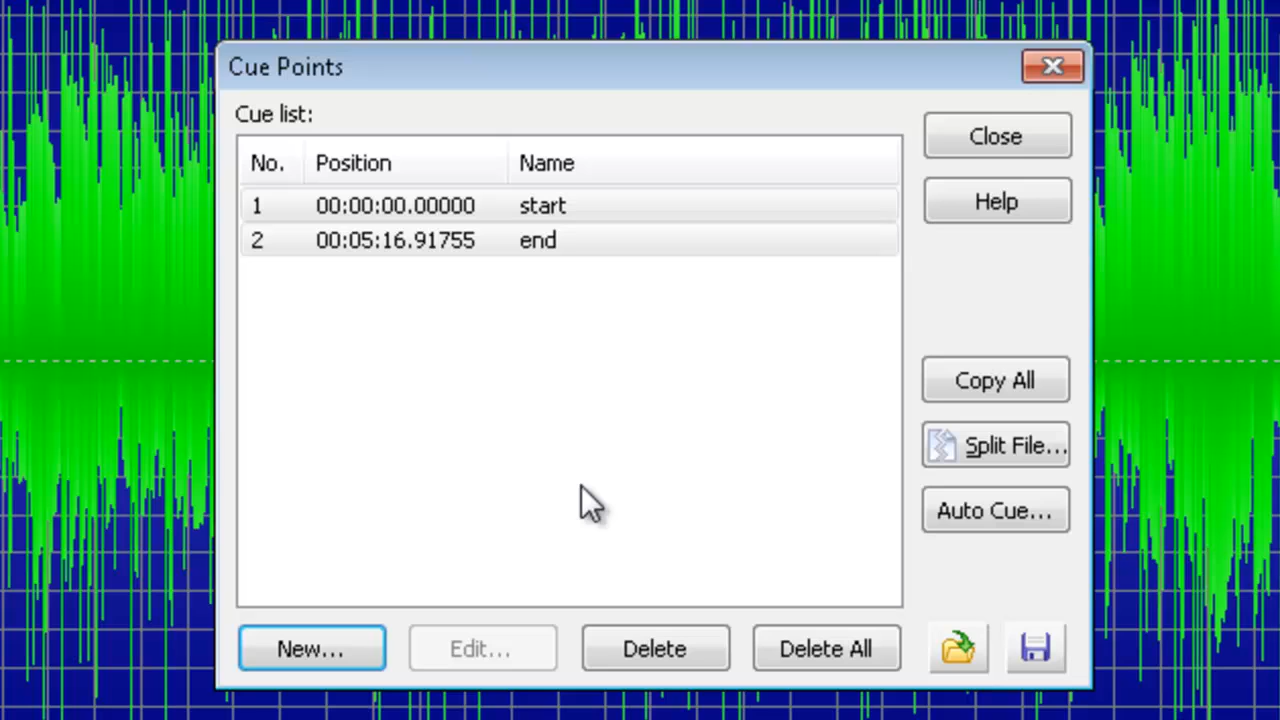 Cue Points
Cue list:
No. Position Name
1 00:00:00.00000 start
2 00:05:16.91755 end
Close
Help
Copy All
Split File...
Auto Cue...
New... Edit... Delete Delete All